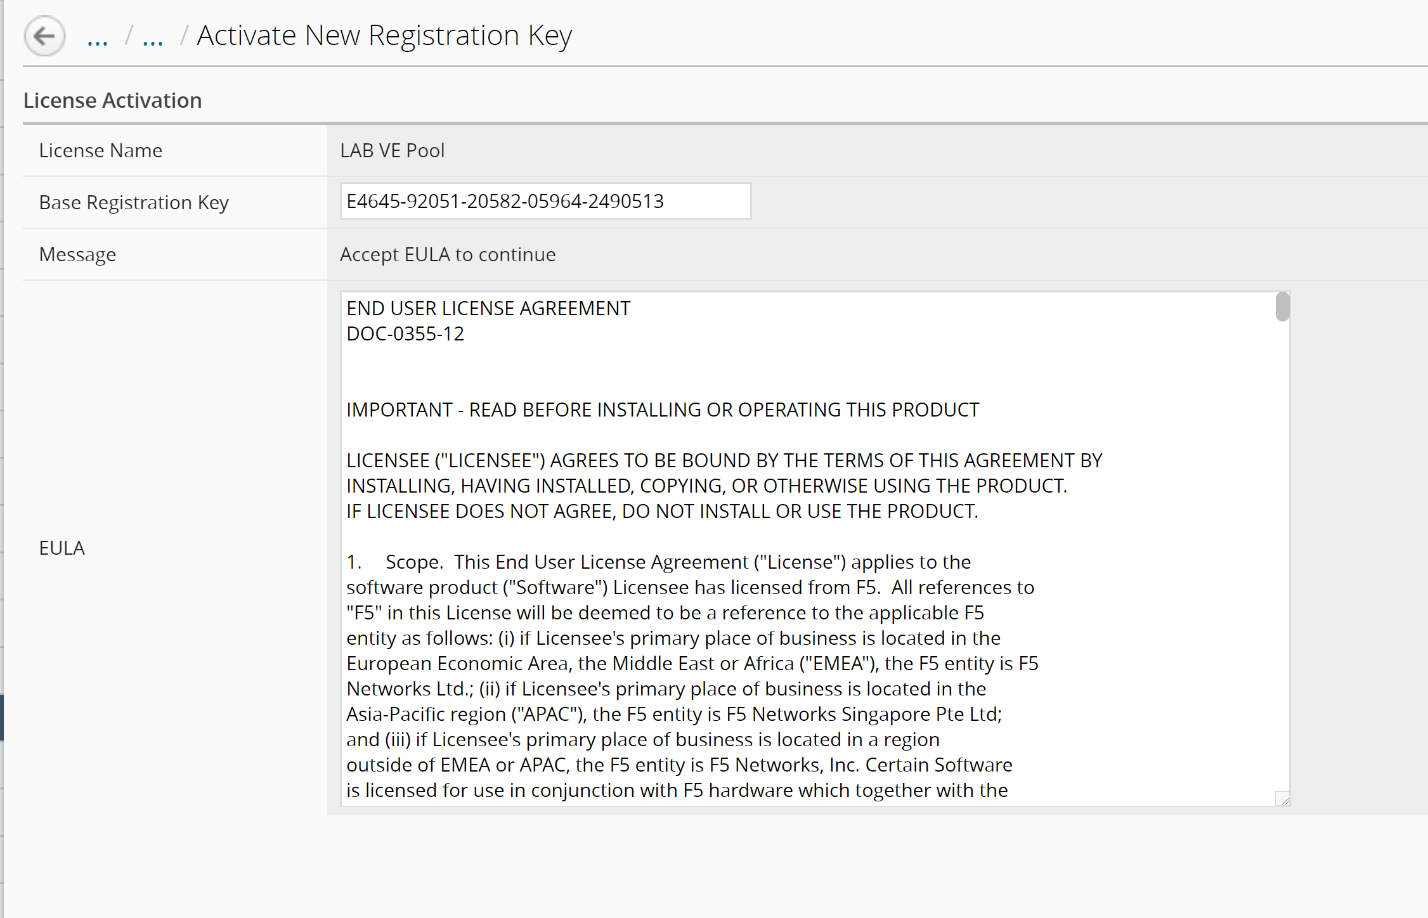 ... / ... / Activate New Registration Key
License Activation
License Name LAB VE Pool
Base Registration Key E4645-92051-20582-05964-2490513
Message Accept EULA to continue
EULA
END USER LICENSE AGREEMENT
DOC-0355-12
IMPORTANT - READ BEFORE INSTALLING OR OPERATING THIS PRODUCT
LICENSEE ("LICENSEE") AGREES TO BE BOUND BY THE TERMS OF THIS AGREEMENT BY
INSTALLING, HAVING INSTALLED, COPYING, OR OTHERWISE USING THE PRODUCT.
IF LICENSEE DOES NOT AGREE, DO NOT INSTALL OR USE THE PRODUCT.
1. Scope. This End User License Agreement ("License") applies to the
software product ("Software") Licensee has licensed from F5. All references to
"F5" in this License will be deemed to be a reference to the applicable F5
entity as follows: (i) if Licensee's primary place of business is located in the
European Economic Area, the Middle East or Africa ("EMEA"), the F5 entity is F5
Networks Ltd.; (ii) if Licensee's primary place of business is located in the
Asia-Pacific region ("APAC"), the F5 entity is F5 Networks Singapore Pte Ltd;
and (iii) if Licensee's primary place of business is located in a region
outside of EMEA or APAC, the F5 entity is F5 Networks, Inc. Certain Software
is licensed for use in conjunction with F5 hardware which together with the